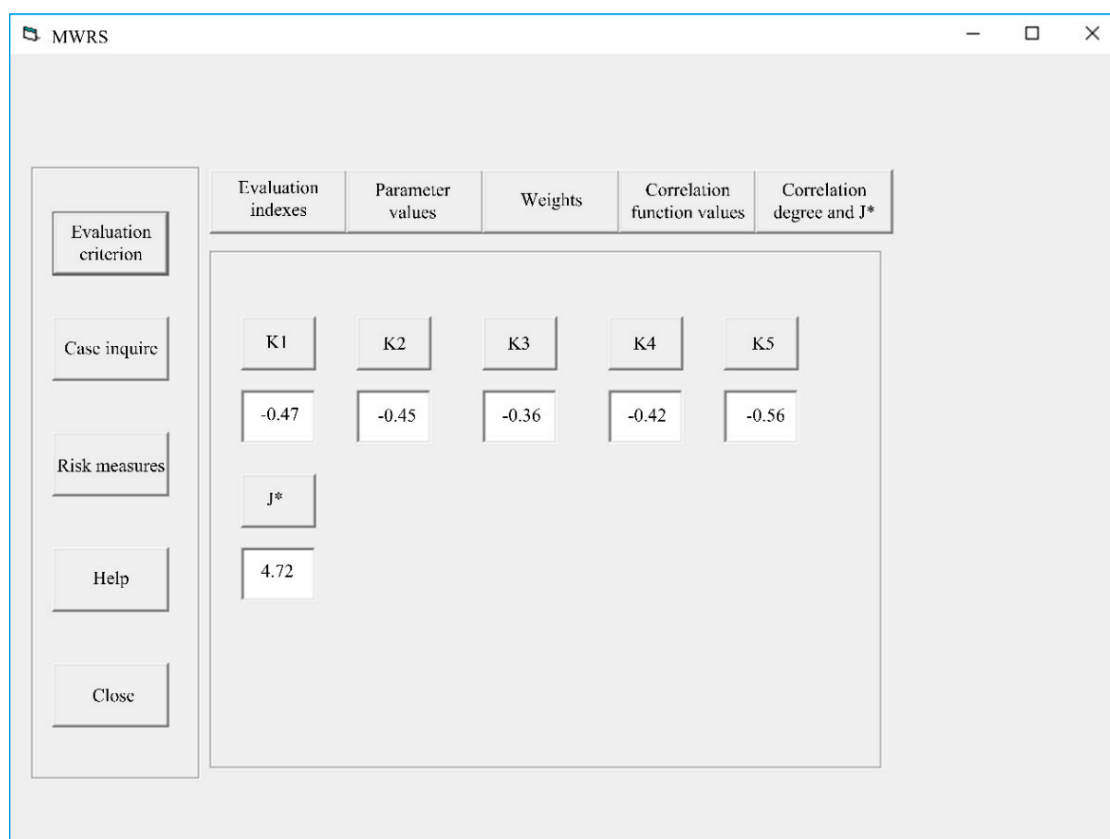 MWRS
Evaluation
criterion
Case inquire
Risk measures
Help
Close
Evaluation
indexes
Parameter
values
Weights
Correlation
function values
Correlation
degree and J*
K1
K2
K3
K4
K5
-0.47
-0.45
-0.36
-0.42
-0.56
J*
4.72